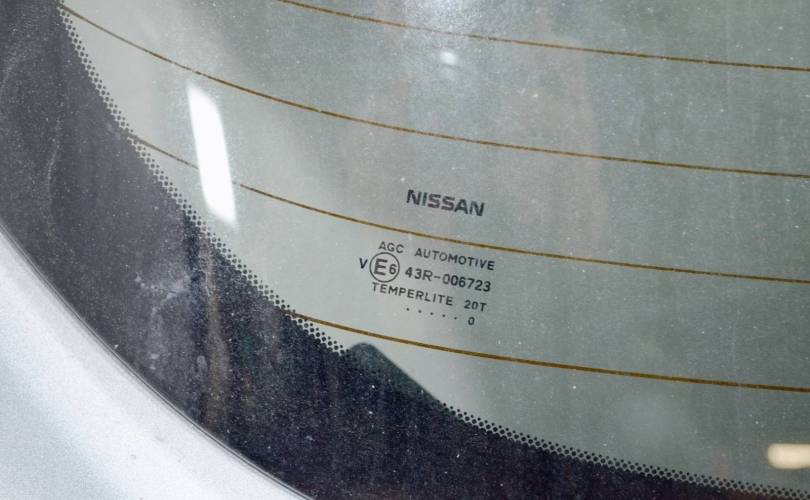 NISSAN
AGC AUTOMOTIVE
V E6 43R-006723
TEMPERLITE 20T
. . . . . 0